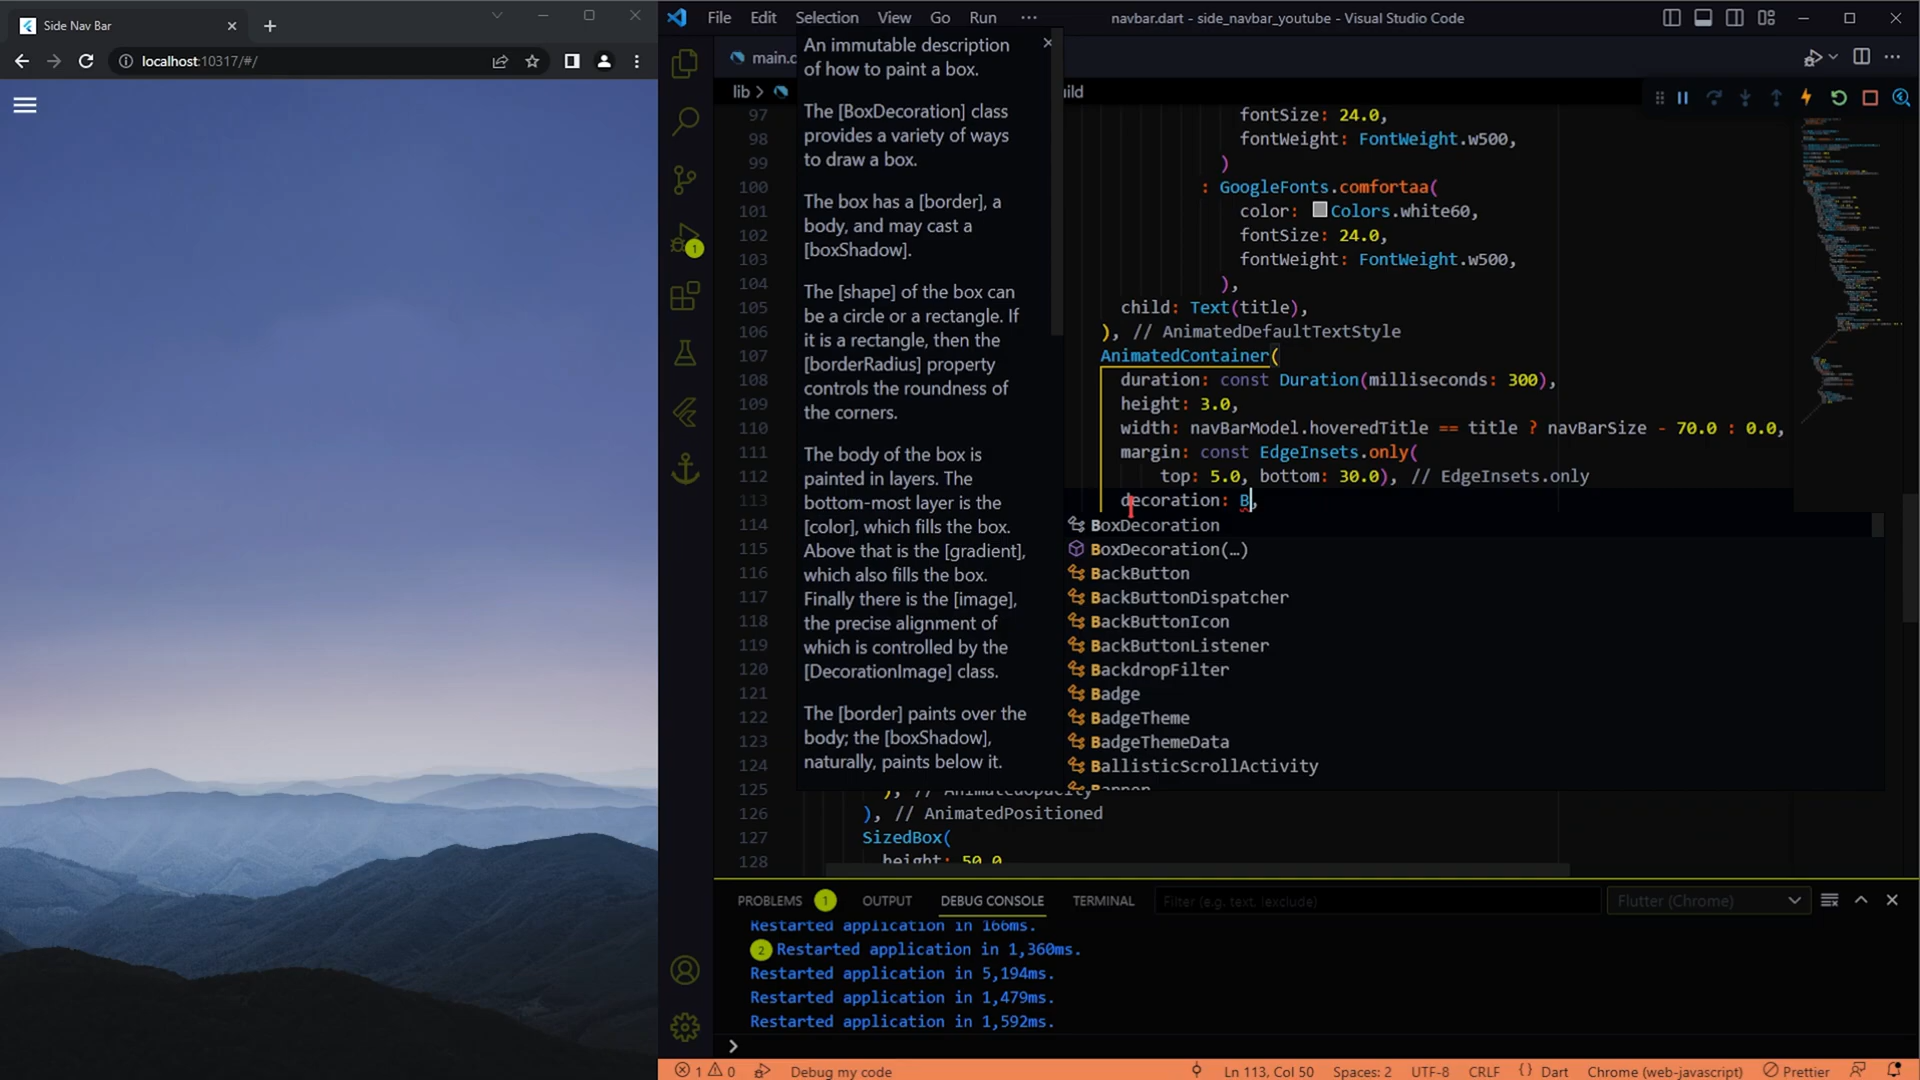 Side Nav Bar
localhost:10317/#/
File Edit Selection View Go Run ···
navbar.dart - side_navbar_youtube - Visual Studio Code
main.c
lib >
ild
An immutable description
of how to paint a box.
The [BoxDecoration] class
provides a variety of ways
to draw a box.
The box has a [border], a
body, and may cast a
[boxShadow].
The [shape] of the box can
be a circle or a rectangle. If
it is a rectangle, then the
[borderRadius] property
controls the roundness of
the corners.
The body of the box is
painted in layers. The
bottom-most layer is the
[color], which fills the box.
Above that is the [gradient],
which also fills the box.
Finally there is the [image],
the precise alignment of
which is controlled by the
[DecorationImage] class.
The [border] paints over the
body; the [boxShadow],
naturally, paints below it.
97 fontSize: 24.0,
98 fontWeight: FontWeight.w500,
99 )
100 : GoogleFonts.comfortaa(
101 color: Colors.white60,
102 fontSize: 24.0,
103 fontWeight: FontWeight.w500,
104 ),
105 child: Text(title),
106 ), // AnimatedDefaultTextStyle
107 AnimatedContainer(
108 duration: const Duration(milliseconds: 300),
109 height: 3.0,
110 width: navBarModel.hoveredTitle == title ? navBarSize - 70.0 : 0.0,
111 margin: const EdgeInsets.only(
112 top: 5.0, bottom: 30.0), // EdgeInsets.only
113 decoration: B,
114 BoxDecoration
115 BoxDecoration(…)
116 BackButton
117 BackButtonDispatcher
118 BackButtonIcon
119 BackButtonListener
120 BackdropFilter
121 Badge
122 BadgeTheme
123 BadgeThemeData
124 BallisticScrollActivity
Banner
125 ), // AnimatedOpacity
126 ), // AnimatedPositioned
127 SizedBox(
128 height: 50.0
PROBLEMS 1 OUTPUT DEBUG CONSOLE TERMINAL
Filter (e.g. text, !exclude)
Flutter (Chrome)
Restarted application in 166ms.
2 Restarted application in 1,360ms.
Restarted application in 5,194ms.
Restarted application in 1,479ms.
Restarted application in 1,592ms.
>
1 0 Debug my code
Ln 113, Col 50 Spaces: 2 UTF-8 CRLF {} Dart Chrome (web-javascript) Prettier